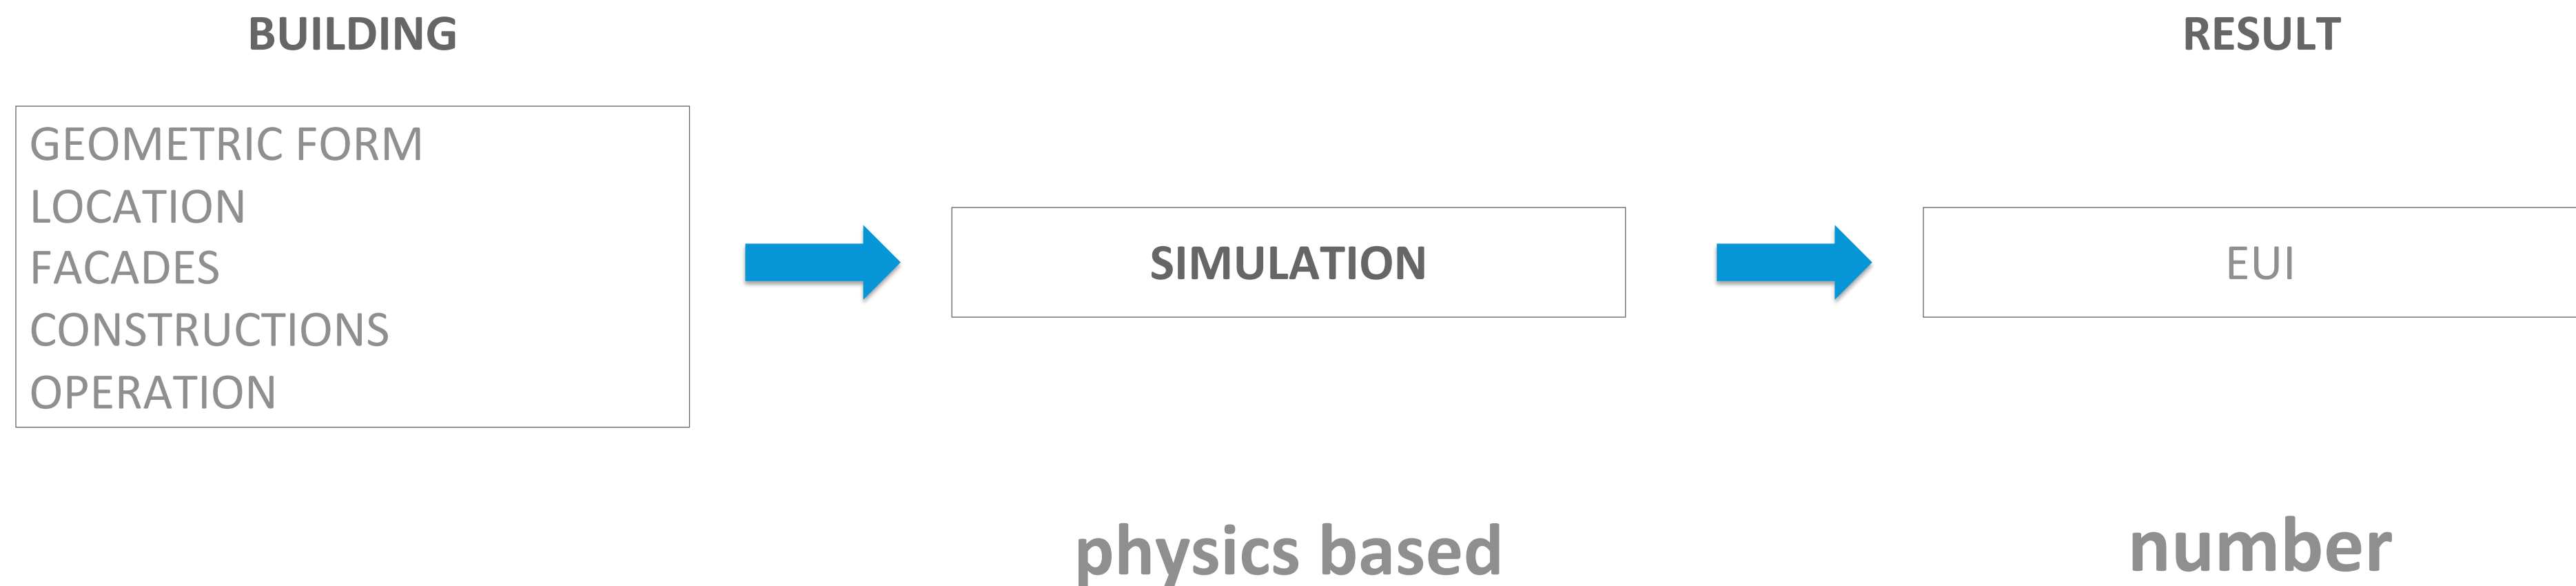 BUILDING
RESULT
GEOMETRIC FORM
LOCATION
FACADES
CONSTRUCTIONS
OPERATION
SIMULATION
EUI
physics based
number